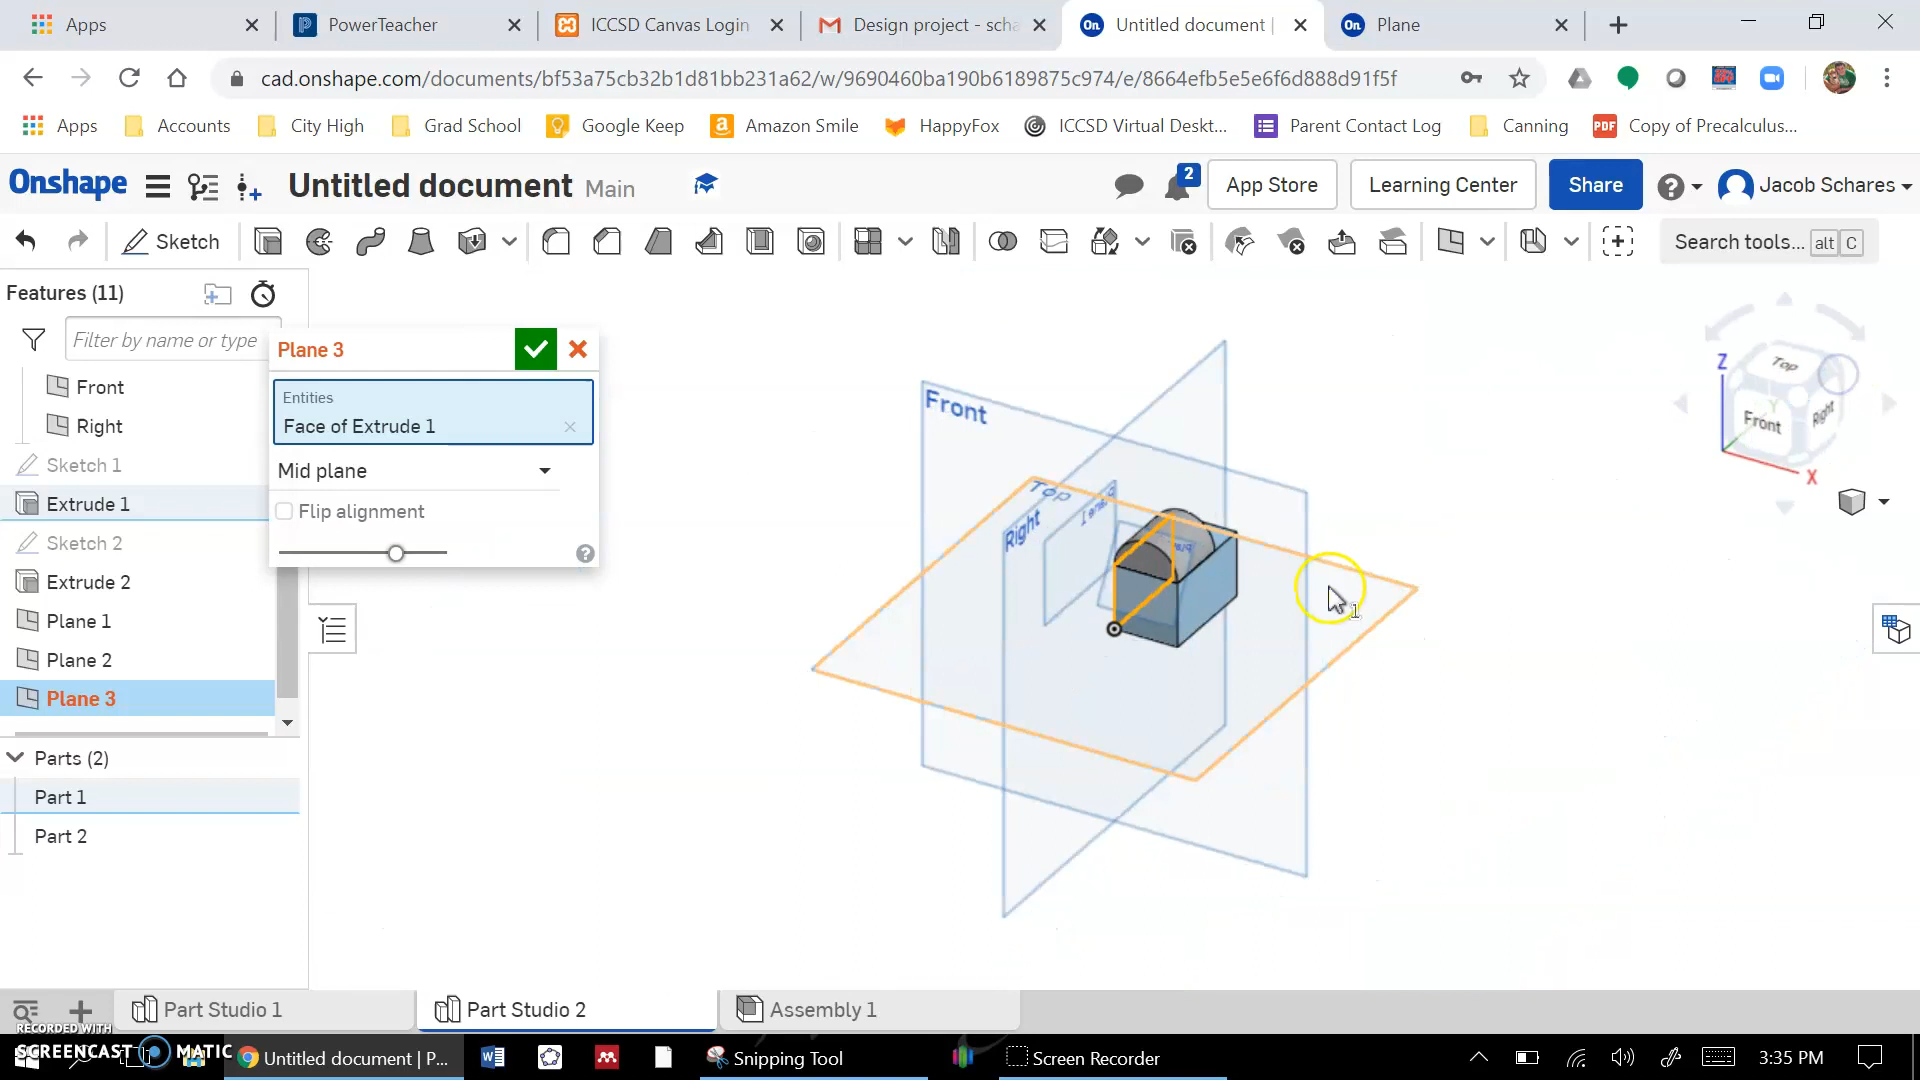 Apps
PowerTeacher
ICCSD Canvas Login
Design project - scha
Untitled document |
Plane
cad.onshape.com/documents/bf53a75cb32b1d81bb231a62/w/9690460ba190b6189875c974/e/8664efb5e5e6f6d888d91f5f
Apps
Accounts
City High
Grad School
Google Keep
Amazon Smile
HappyFox
ICCSD Virtual Deskt...
Parent Contact Log
Canning
PDF
Copy of Precalculus...
Onshape
Untitled document
Main
2
App Store
Learning Center
Share
Jacob Schares
Sketch
Search tools...
alt C
Features (11)
Filter by name or type
Front
Right
Sketch 1
Extrude 1
Sketch 2
Extrude 2
Plane 1
Plane 2
Plane 3
Parts (2)
Part 1
Part 2
Plane 3
Entities
Face of Extrude 1
Mid plane
Flip alignment
Front
Top
Right
Plane 1
1
Z
Top
Front
Right
Y
X
Part Studio 1
Part Studio 2
Assembly 1
RECORDED WITH
SCREENCAST MATIC
Untitled document | P...
Snipping Tool
Screen Recorder
3:35 PM